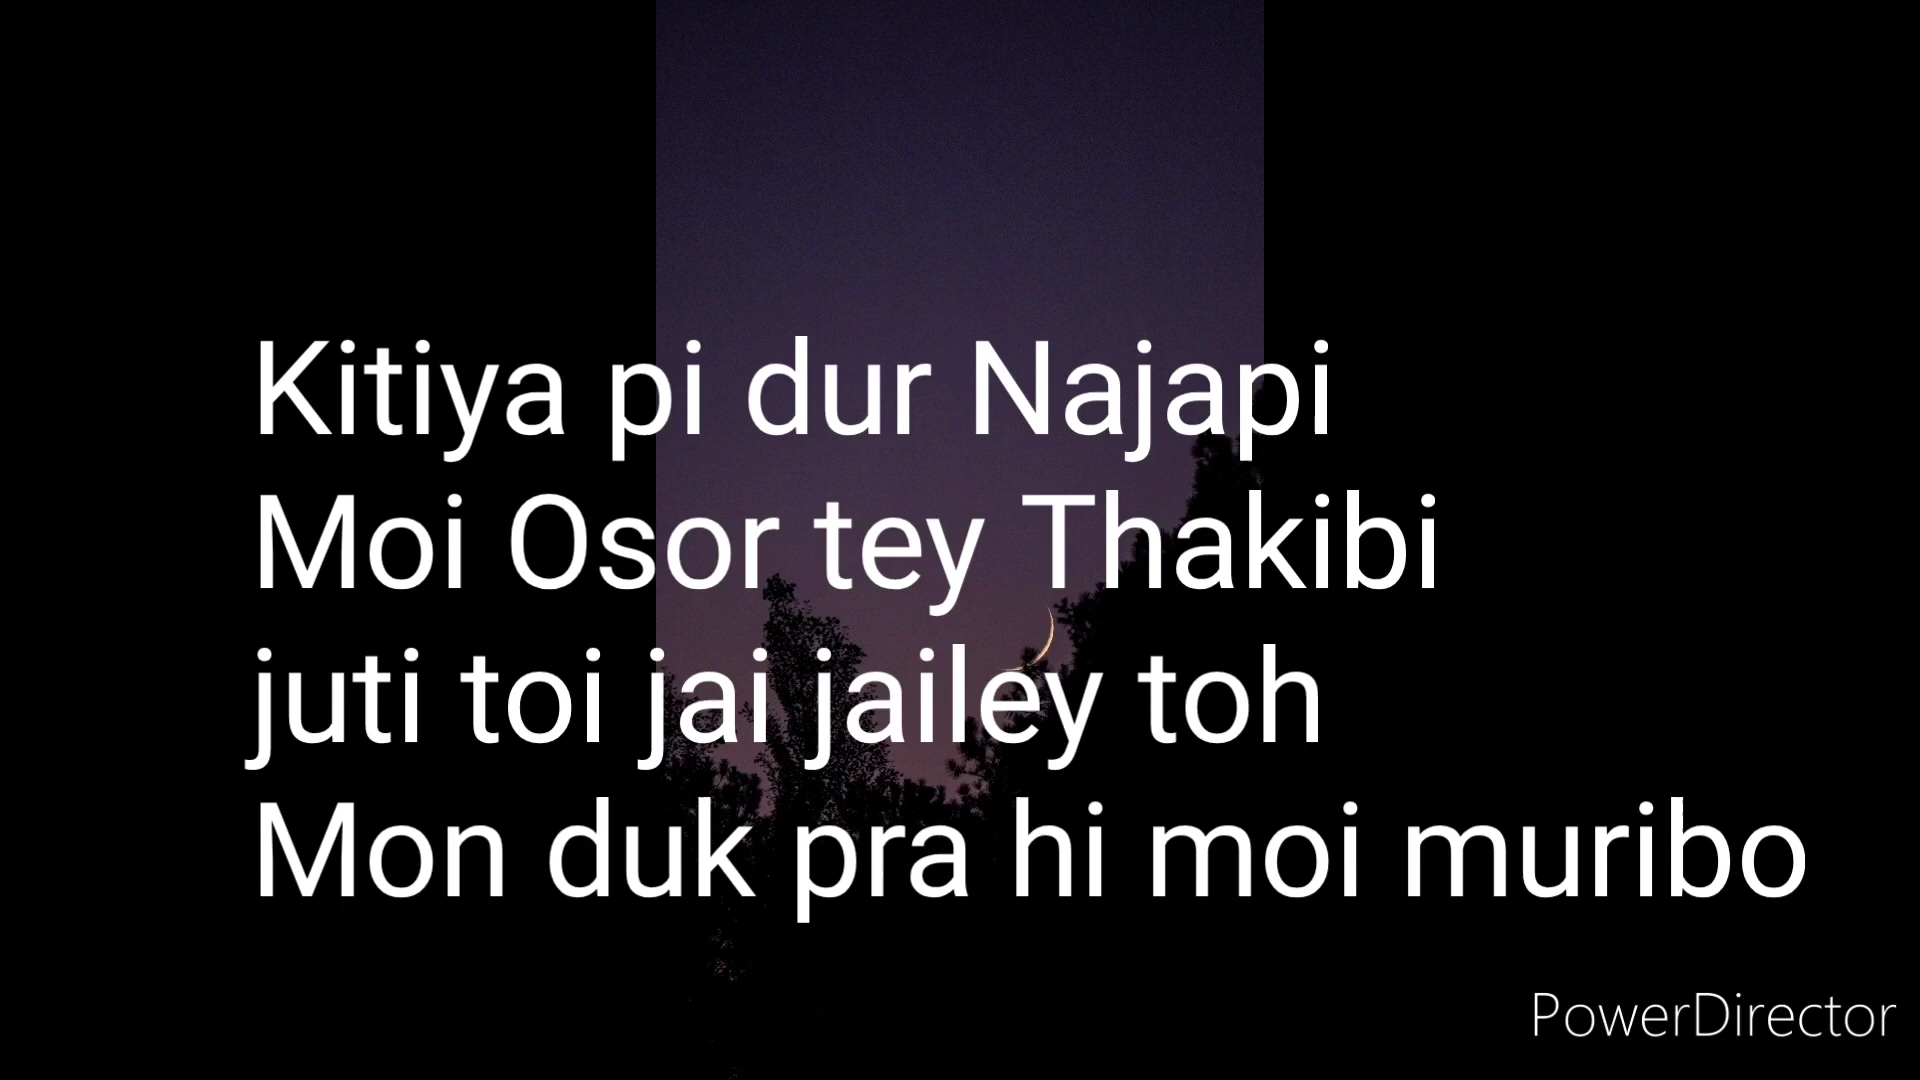 Kitiya pi dur Najapi
Moi Osor tey Thakibi
juti toi jai jailey toh
Mon duk pra hi moi muribo
PowerDirector